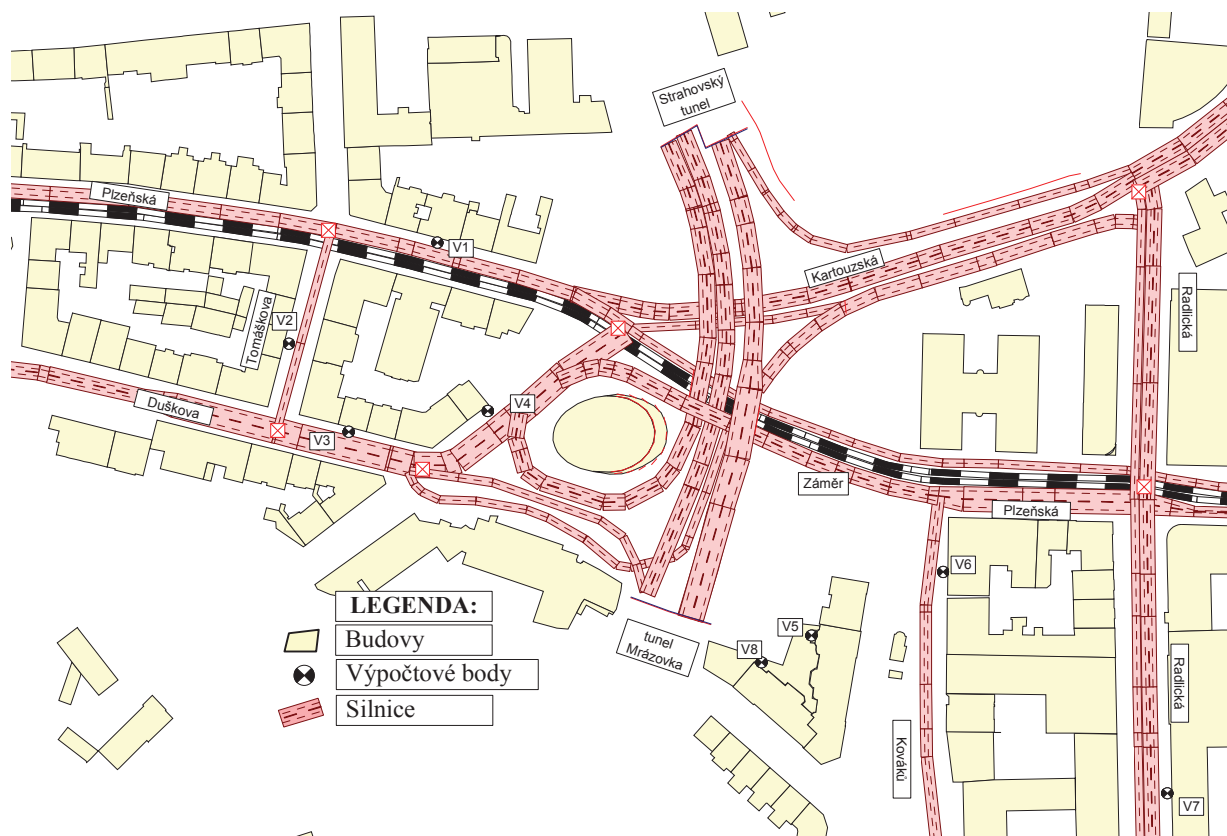 Strahovský
tunel
Plzeňská
V1
Kartouzská
Radlická
Tomáškova
V2
Duškova
V3
V4
Záměr
Plzeňská
V6
LEGENDA:
Budovy
Výpočtové body
Silnice
tunel
Mrázovka
V5
V8
Radlická
Kováků
V7